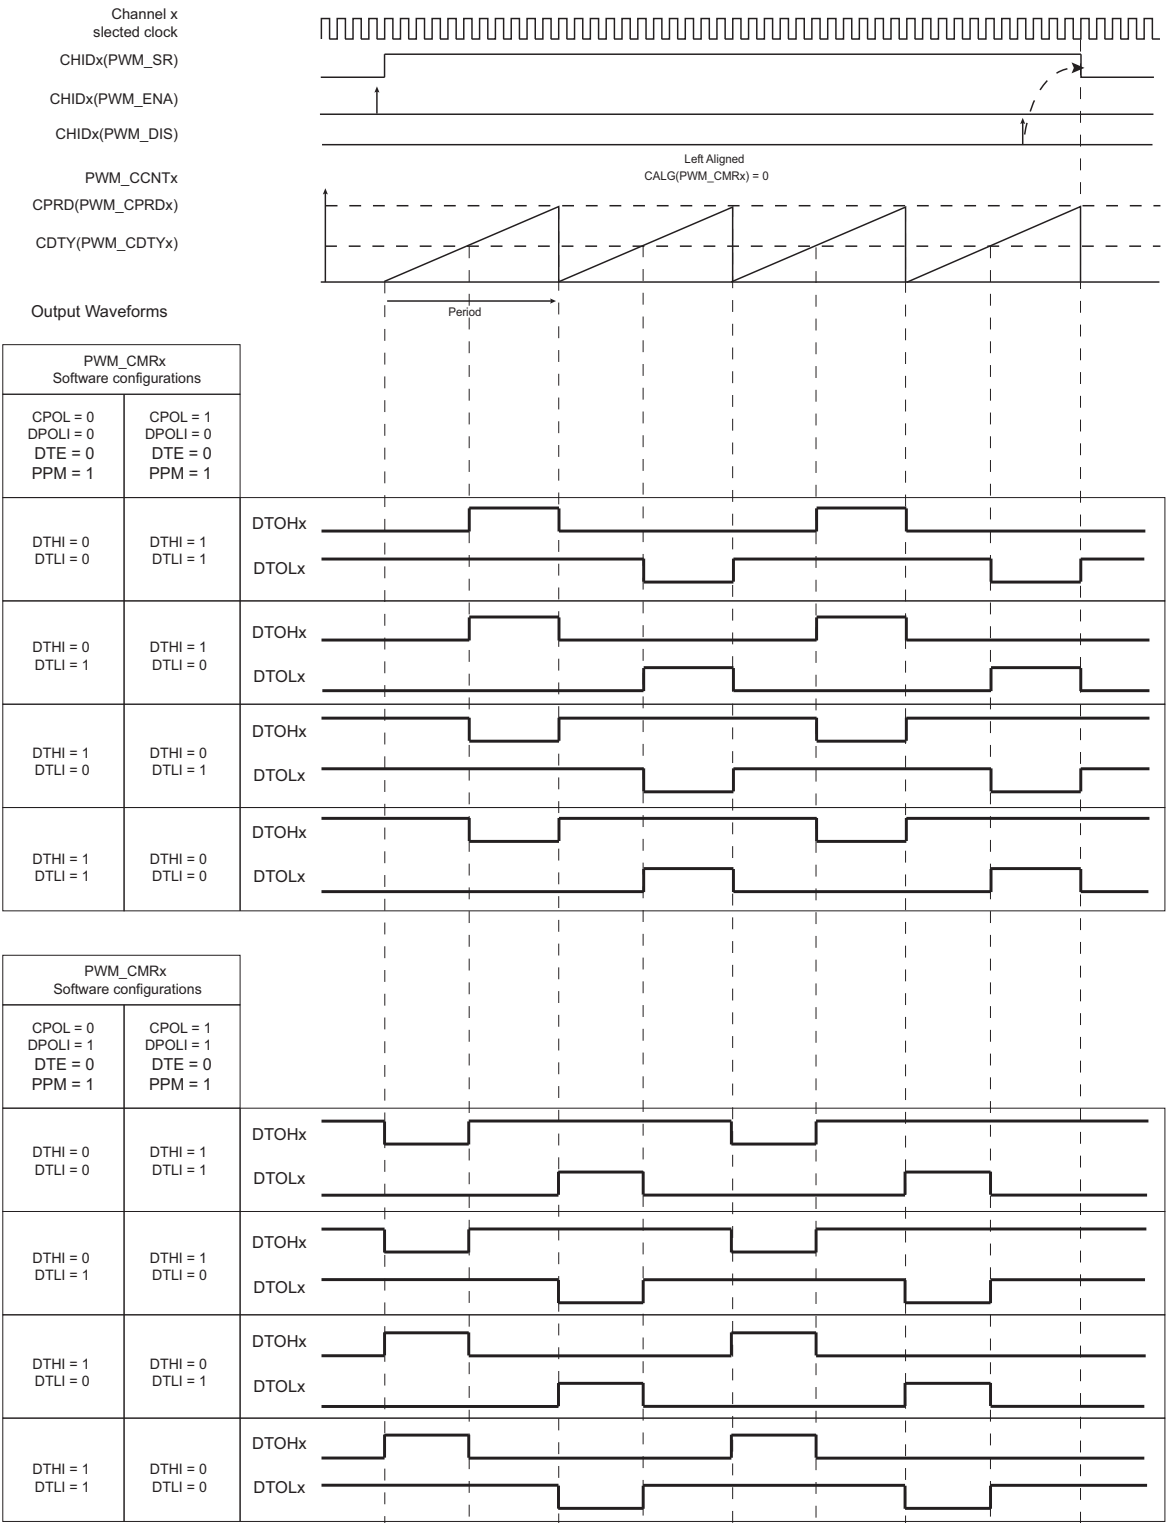 Channel x
slected clock
CHIDx(PWM_SR)
CHIDx(PWM_ENA)
CHIDx(PWM_DIS)
Left Aligned
CALG(PWM_CMRx) = 0
PWM_CCNTx
CPRD(PWM_CPRDx)
CDTY(PWM_CDTYx)
Period
Output Waveforms
PWM_CMRx
Software configurations
CPOL = 0 CPOL = 1
DPOLI = 0 DPOLI = 0
DTE = 0 DTE = 0
PPM = 1 PPM = 1
DTOHx
DTHI = 0 DTHI = 1
DTLI = 0 DTLI = 1
DTOLx
DTOHx
DTHI = 0 DTHI = 1
DTLI = 1 DTLI = 0
DTOLx
DTOHx
DTHI = 1 DTHI = 0
DTLI = 0 DTLI = 1
DTOLx
DTOHx
DTHI = 1 DTHI = 0
DTLI = 1 DTLI = 0
DTOLx
PWM_CMRx
Software configurations
CPOL = 0 CPOL = 1
DPOLI = 1 DPOLI = 1
DTE = 0 DTE = 0
PPM = 1 PPM = 1
DTOHx
DTHI = 0 DTHI = 1
DTLI = 0 DTLI = 1
DTOLx
DTOHx
DTHI = 0 DTHI = 1
DTLI = 1 DTLI = 0
DTOLx
DTOHx
DTHI = 1 DTHI = 0
DTLI = 0 DTLI = 1
DTOLx
DTOHx
DTHI = 1 DTHI = 0
DTLI = 1 DTLI = 0
DTOLx